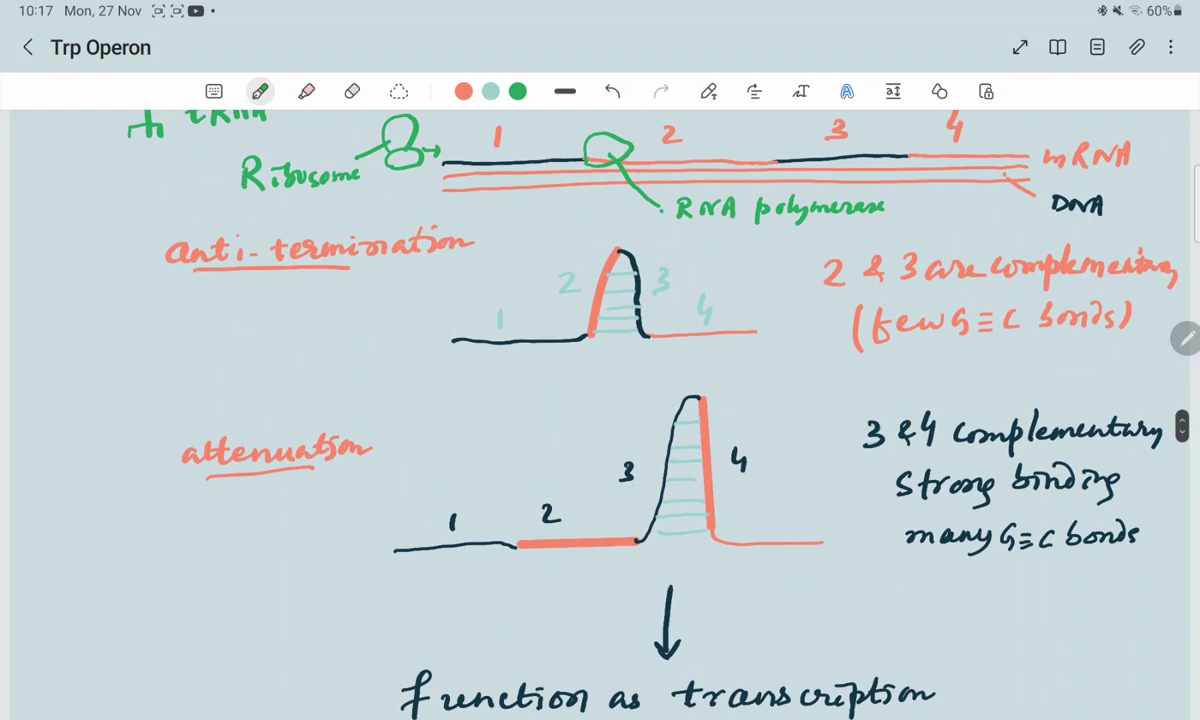 10:17 Mon, 27 Nov
60%
Trp Operon
tRNA
Ribosome
1 2 3 4
mRNA
DNA
RNA polymerase
anti-termination
1 2 3 4
2 & 3 are complementary
(few G≡C bonds)
attenuation
1 2 3 4
3 & 4 complementary
strong binding
many G≡C bonds
function as transcription